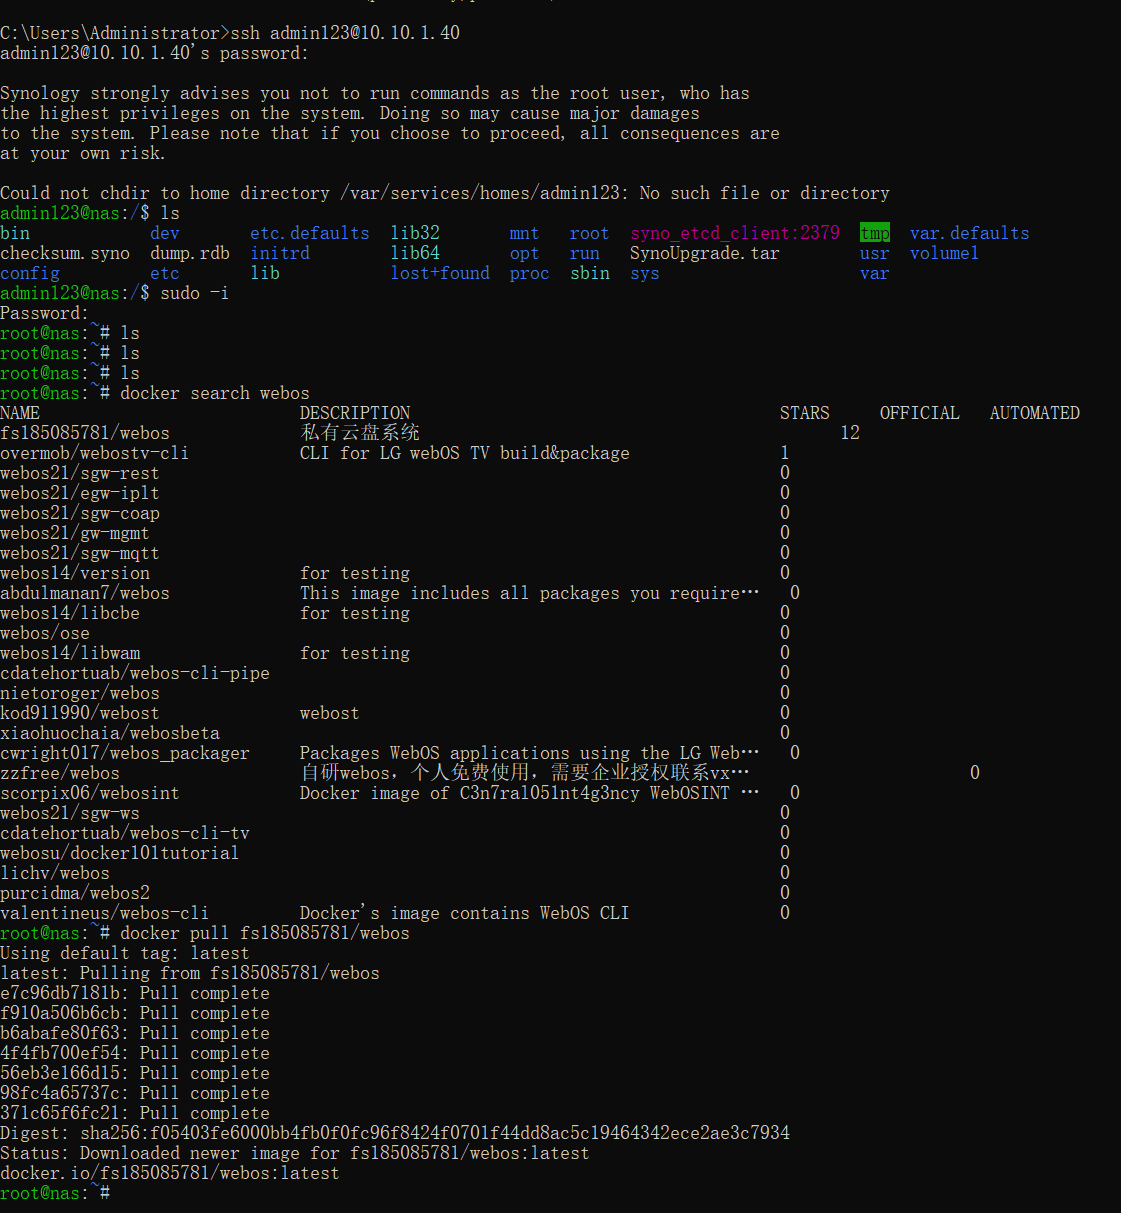 C:\Users\Administrator>ssh admin123@10.10.1.40
admin123@10.10.1.40's password:
Synology strongly advises you not to run commands as the root user, who has
the highest privileges on the system. Doing so may cause major damages
to the system. Please note that if you choose to proceed, all consequences are
at your own risk.
Could not chdir to home directory /var/services/homes/admin123: No such file or directory
admin123@nas:/$ ls
bin dev etc.defaults lib32 mnt root syno_etcd_client:2379 tmp var.defaults
checksum.syno dump.rdb initrd lib64 opt run SynoUpgrade.tar usr volume1
config etc lib lost+found proc sbin sys var
admin123@nas:/$ sudo -i
Password:
root@nas:~# ls
root@nas:~# ls
root@nas:~# ls
root@nas:~# docker search webos
NAME DESCRIPTION STARS OFFICIAL AUTOMATED
fs185085781/webos 私有云盘系统 12
overmob/webostv-cli CLI for LG webOS TV build&package 1
webos21/sgw-rest 0
webos21/egw-iplt 0
webos21/sgw-coap 0
webos21/gw-mgmt 0
webos21/sgw-mqtt 0
webos14/version for testing 0
abdulmanan7/webos This image includes all packages you require… 0
webos14/libcbe for testing 0
webos/ose 0
webos14/libwam for testing 0
cdatehortuab/webos-cli-pipe 0
nietoroger/webos 0
kod911990/webost webost 0
xiaohuochaia/webosbeta 0
cwright017/webos_packager Packages WebOS applications using the LG Web… 0
zzfree/webos 自研webos，个人免费使用，需要企业授权联系vx… 0
scorpix06/webosint Docker image of C3n7ral051nt4g3ncy WebOSINT … 0
webos21/sgw-ws 0
cdatehortuab/webos-cli-tv 0
webosu/docker101tutorial 0
lichv/webos 0
purcidma/webos2 0
valentineus/webos-cli Docker's image contains WebOS CLI 0
root@nas:~# docker pull fs185085781/webos
Using default tag: latest
latest: Pulling from fs185085781/webos
e7c96db7181b: Pull complete
f910a506b6cb: Pull complete
b6abafe80f63: Pull complete
4f4fb700ef54: Pull complete
56eb3e166d15: Pull complete
98fc4a65737c: Pull complete
371c65f6fc21: Pull complete
Digest: sha256:f05403fe6000bb4fb0f0fc96f8424f0701f44dd8ac5c19464342ece2ae3c7934
Status: Downloaded newer image for fs185085781/webos:latest
docker.io/fs185085781/webos:latest
root@nas:~#